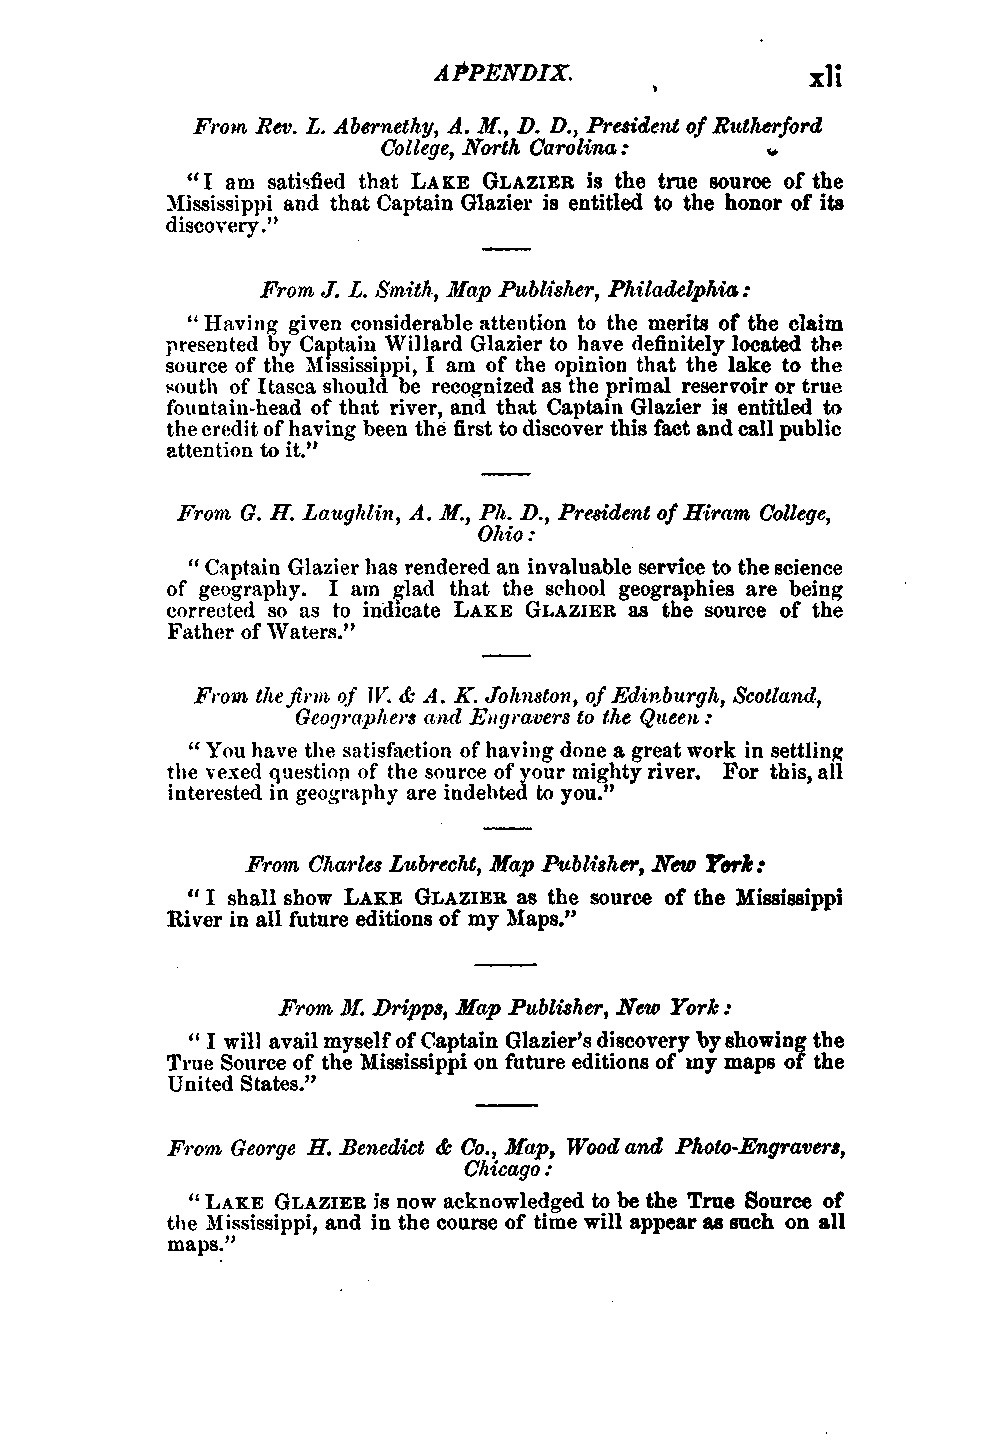 APPENDIX. xli
From Rev. L. Abernethy, A. M., D. D., President of Rutherford
College, North Carolina:
"I am satisfied that LAKE GLAZIER is the true source of the
Mississippi and that Captain Glazier is entitled to the honor of its
discovery."
From J. L. Smith, Map Publisher, Philadelphia:
"Having given considerable attention to the merits of the claim
presented by Captain Willard Glazier to have definitely located the
source of the Mississippi, I am of the opinion that the lake to the
south of Itasca should be recognized as the primal reservoir or true
fountain-head of that river, and that Captain Glazier is entitled to
the credit of having been the first to discover this fact and call public
attention to it."
From G. H. Laughlin, A. M., Ph. D., President of Hiram College,
Ohio:
"Captain Glazier has rendered an invaluable service to the science
of geography. I am glad that the school geographies are being
corrected so as to indicate LAKE GLAZIER as the source of the
Father of Waters."
From the firm of W. & A. K. Johnston, of Edinburgh, Scotland,
Geographers and Engravers to the Queen:
"You have the satisfaction of having done a great work in settling
the vexed question of the source of your mighty river. For this, all
interested in geography are indebted to you."
From Charles Lubrecht, Map Publisher, New York:
"I shall show LAKE GLAZIER as the source of the Mississippi
River in all future editions of my Maps."
From M. Dripps, Map Publisher, New York:
"I will avail myself of Captain Glazier's discovery by showing the
True Source of the Mississippi on future editions of my maps of the
United States."
From George H. Benedict & Co., Map, Wood and Photo-Engravers,
Chicago:
"LAKE GLAZIER is now acknowledged to be the True Source of
the Mississippi, and in the course of time will appear as such on all
maps."